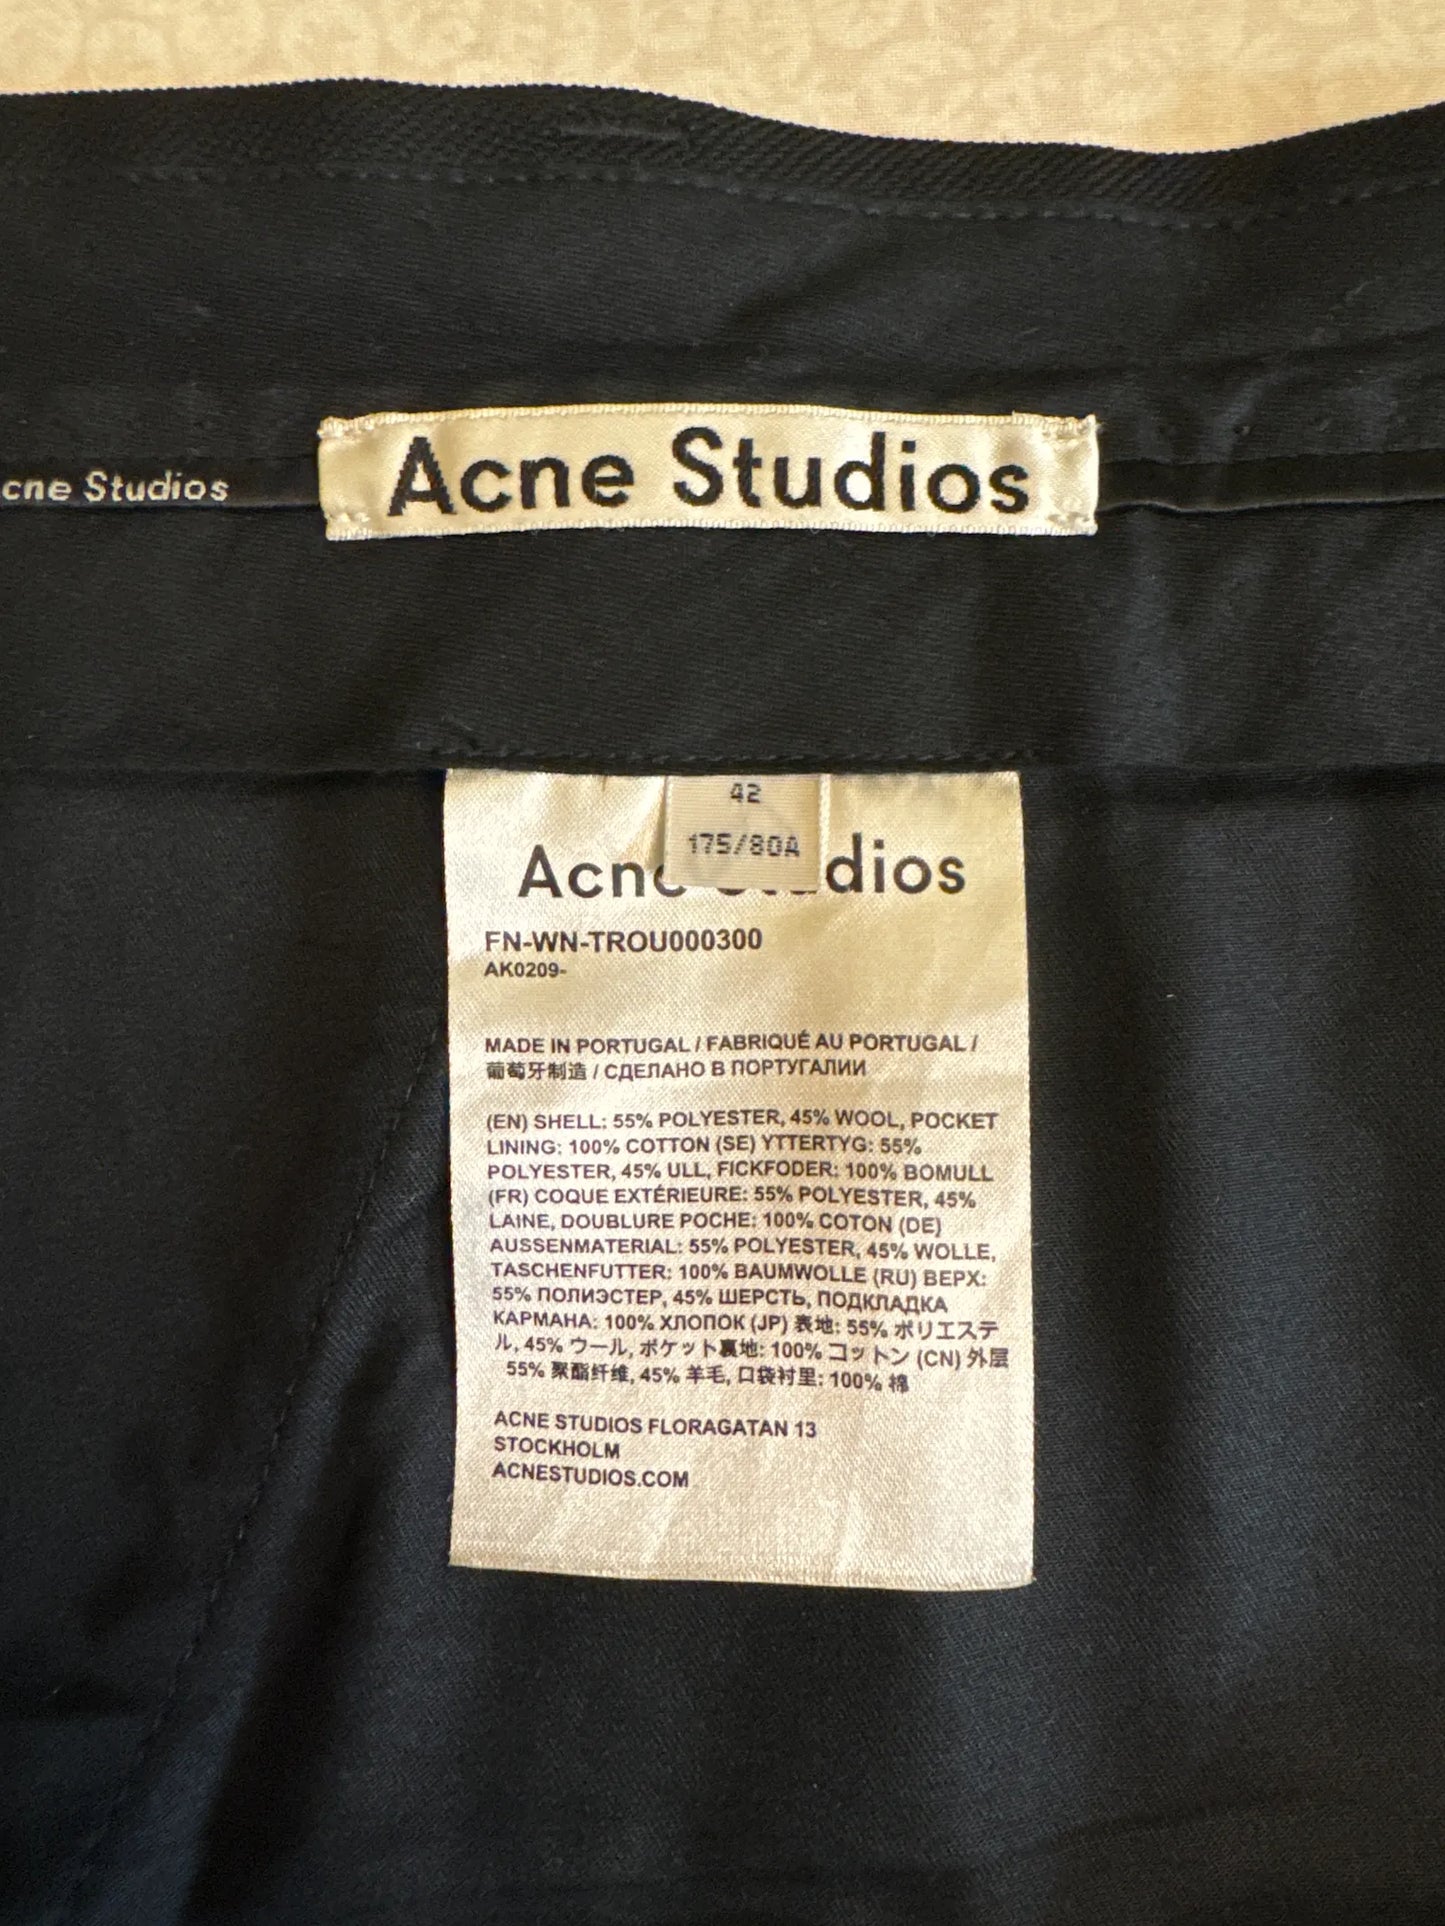 cne Studios
Acne Studios
42
175/80A
Acne Studios
FN-WN-TROU000300
AK0209-
MADE IN PORTUGAL / FABRIQUÉ AU PORTUGAL /
葡萄牙制造 / СДЕЛАНО В ПОРТУГАЛИИ
(EN) SHELL: 55% POLYESTER, 45% WOOL, POCKET
LINING: 100% COTTON (SE) YTTERTYG: 55%
POLYESTER, 45% ULL, FICKFODER: 100% BOMULL
(FR) COQUE EXTÉRIEURE: 55% POLYESTER, 45%
LAINE, DOUBLURE POCHE: 100% COTON (DE)
AUSSENMATERIAL: 55% POLYESTER, 45% WOLLE,
TASCHENFUTTER: 100% BAUMWOLLE (RU) ВЕРХ:
55% ПОЛИЭСТЕР, 45% ШЕРСТЬ, ПОДКЛАДКА
КАРМАНА: 100% ХЛОПОК (JP) 表地: 55% ポリエステ
ル, 45% ウール, ポケット裏地: 100% コットン (CN) 外层
55% 聚酯纤维, 45% 羊毛, 口袋衬里: 100% 棉
ACNE STUDIOS FLORAGATAN 13
STOCKHOLM
ACNESTUDIOS.COM